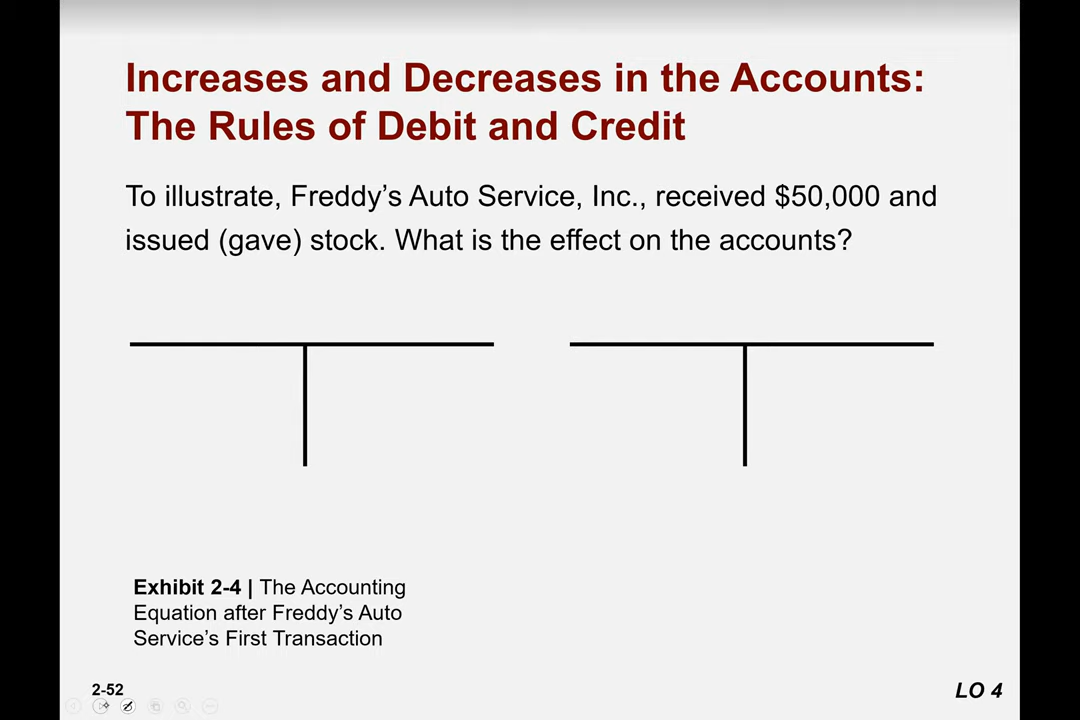 Increases and Decreases in the Accounts:
The Rules of Debit and Credit
To illustrate, Freddy’s Auto Service, Inc., received $50,000 and
issued (gave) stock. What is the effect on the accounts?
Exhibit 2-4 | The Accounting
Equation after Freddy’s Auto
Service’s First Transaction
2-52
LO 4